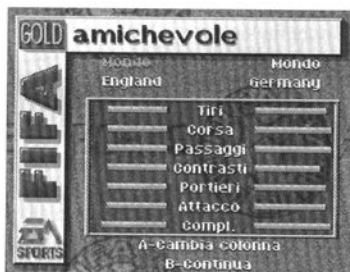 GOLD amichevole
FIFA
Mondo Mondo
England Germany
Tiri
Corsa
Passaggi
Contrasti
Portieri
Attacco
Compl.
A-Cambia colonna
B-Continua
EA
SPORTS